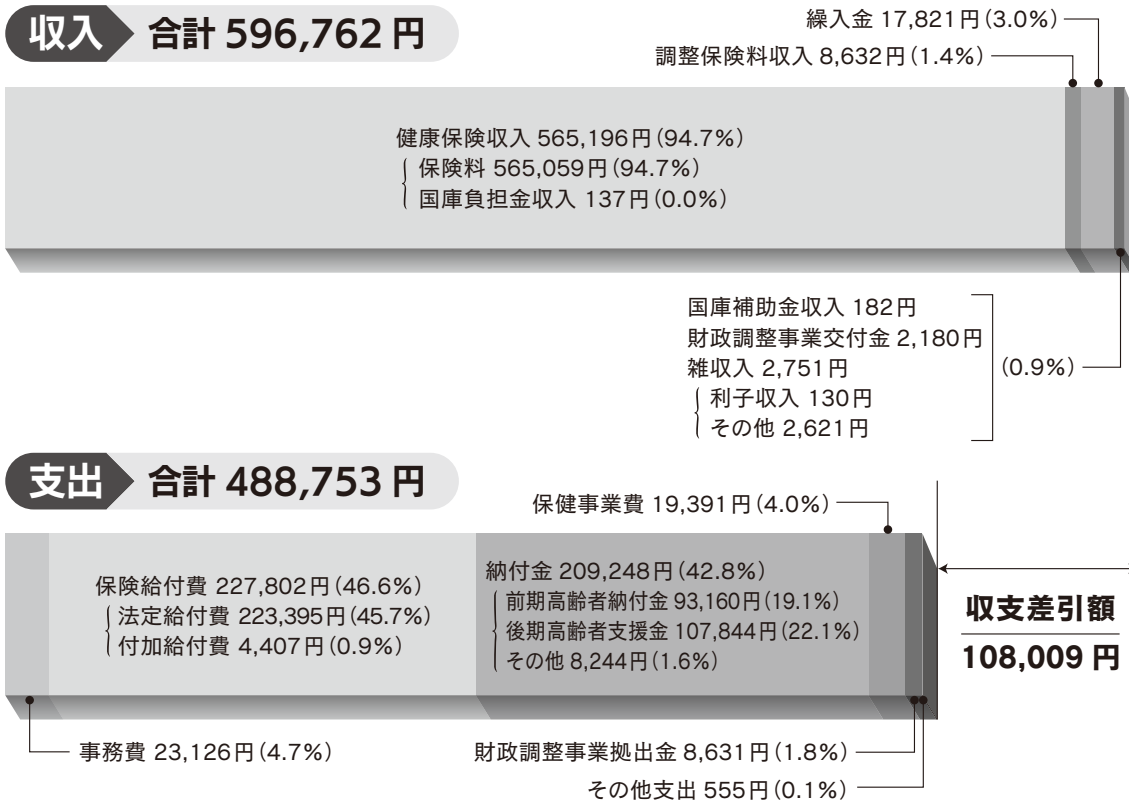 収入 合計 596,762 円
繰入金 17,821円(3.0%)
調整保険料収入 8,632円(1.4%)
健康保険収入 565,196円(94.7%)
保険料 565,059円(94.7%)
国庫負担金収入 137円(0.0%)
国庫補助金収入 182円
財政調整事業交付金 2,180円
雑収入 2,751円
利子収入 130円
その他 2,621円
(0.9%)
支出 合計 488,753 円
保健事業費 19,391円(4.0%)
保険給付費 227,802円(46.6%)
法定給付費 223,395円(45.7%)
付加給付費 4,407円(0.9%)
納付金 209,248円(42.8%)
前期高齢者納付金 93,160円(19.1%)
後期高齢者支援金 107,844円(22.1%)
その他 8,244円(1.6%)
収支差引額
108,009 円
事務費 23,126円(4.7%)
財政調整事業拠出金 8,631円(1.8%)
その他支出 555円(0.1%)